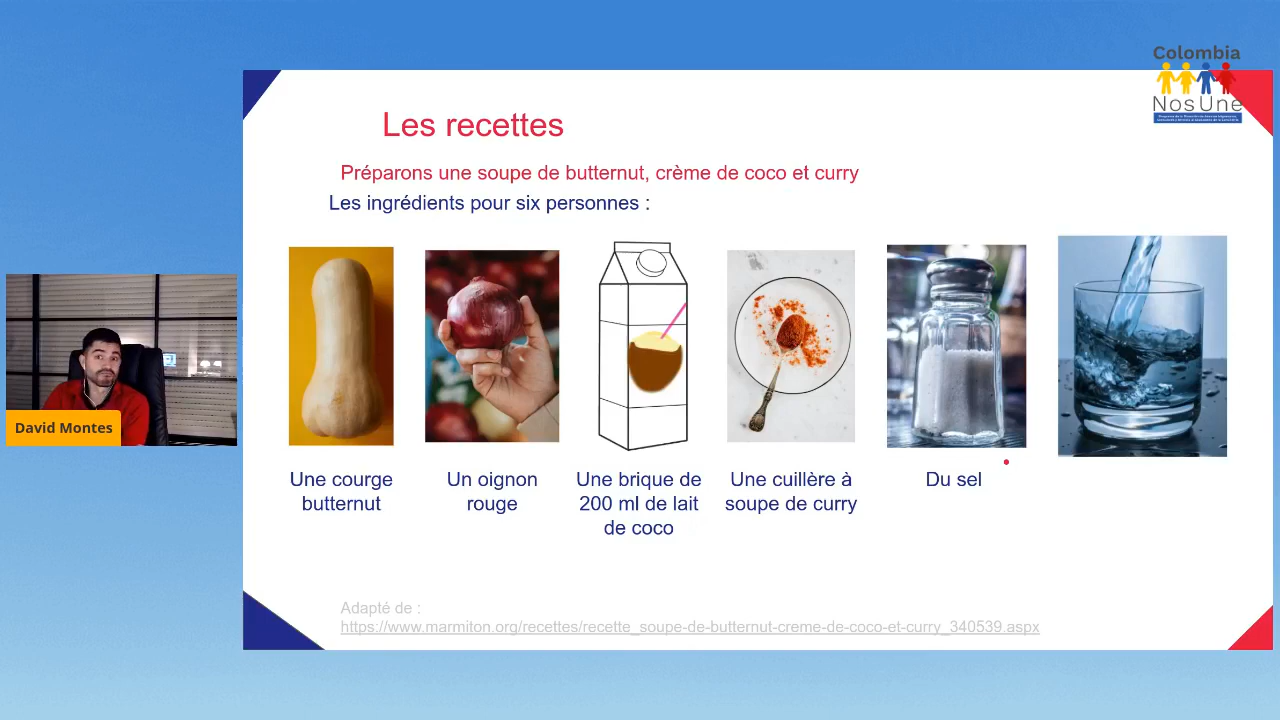 Colombia
NosUne
Les recettes
Préparons une soupe de butternut, crème de coco et curry
Les ingrédients pour six personnes :
Une courge
butternut
Un oignon
rouge
Une brique de
200 ml de lait
de coco
Une cuillère à
soupe de curry
Du sel
David Montes
Adapté de :
https://www.marmiton.org/recettes/recette_soupe-de-butternut-creme-de-coco-et-curry_340539.aspx